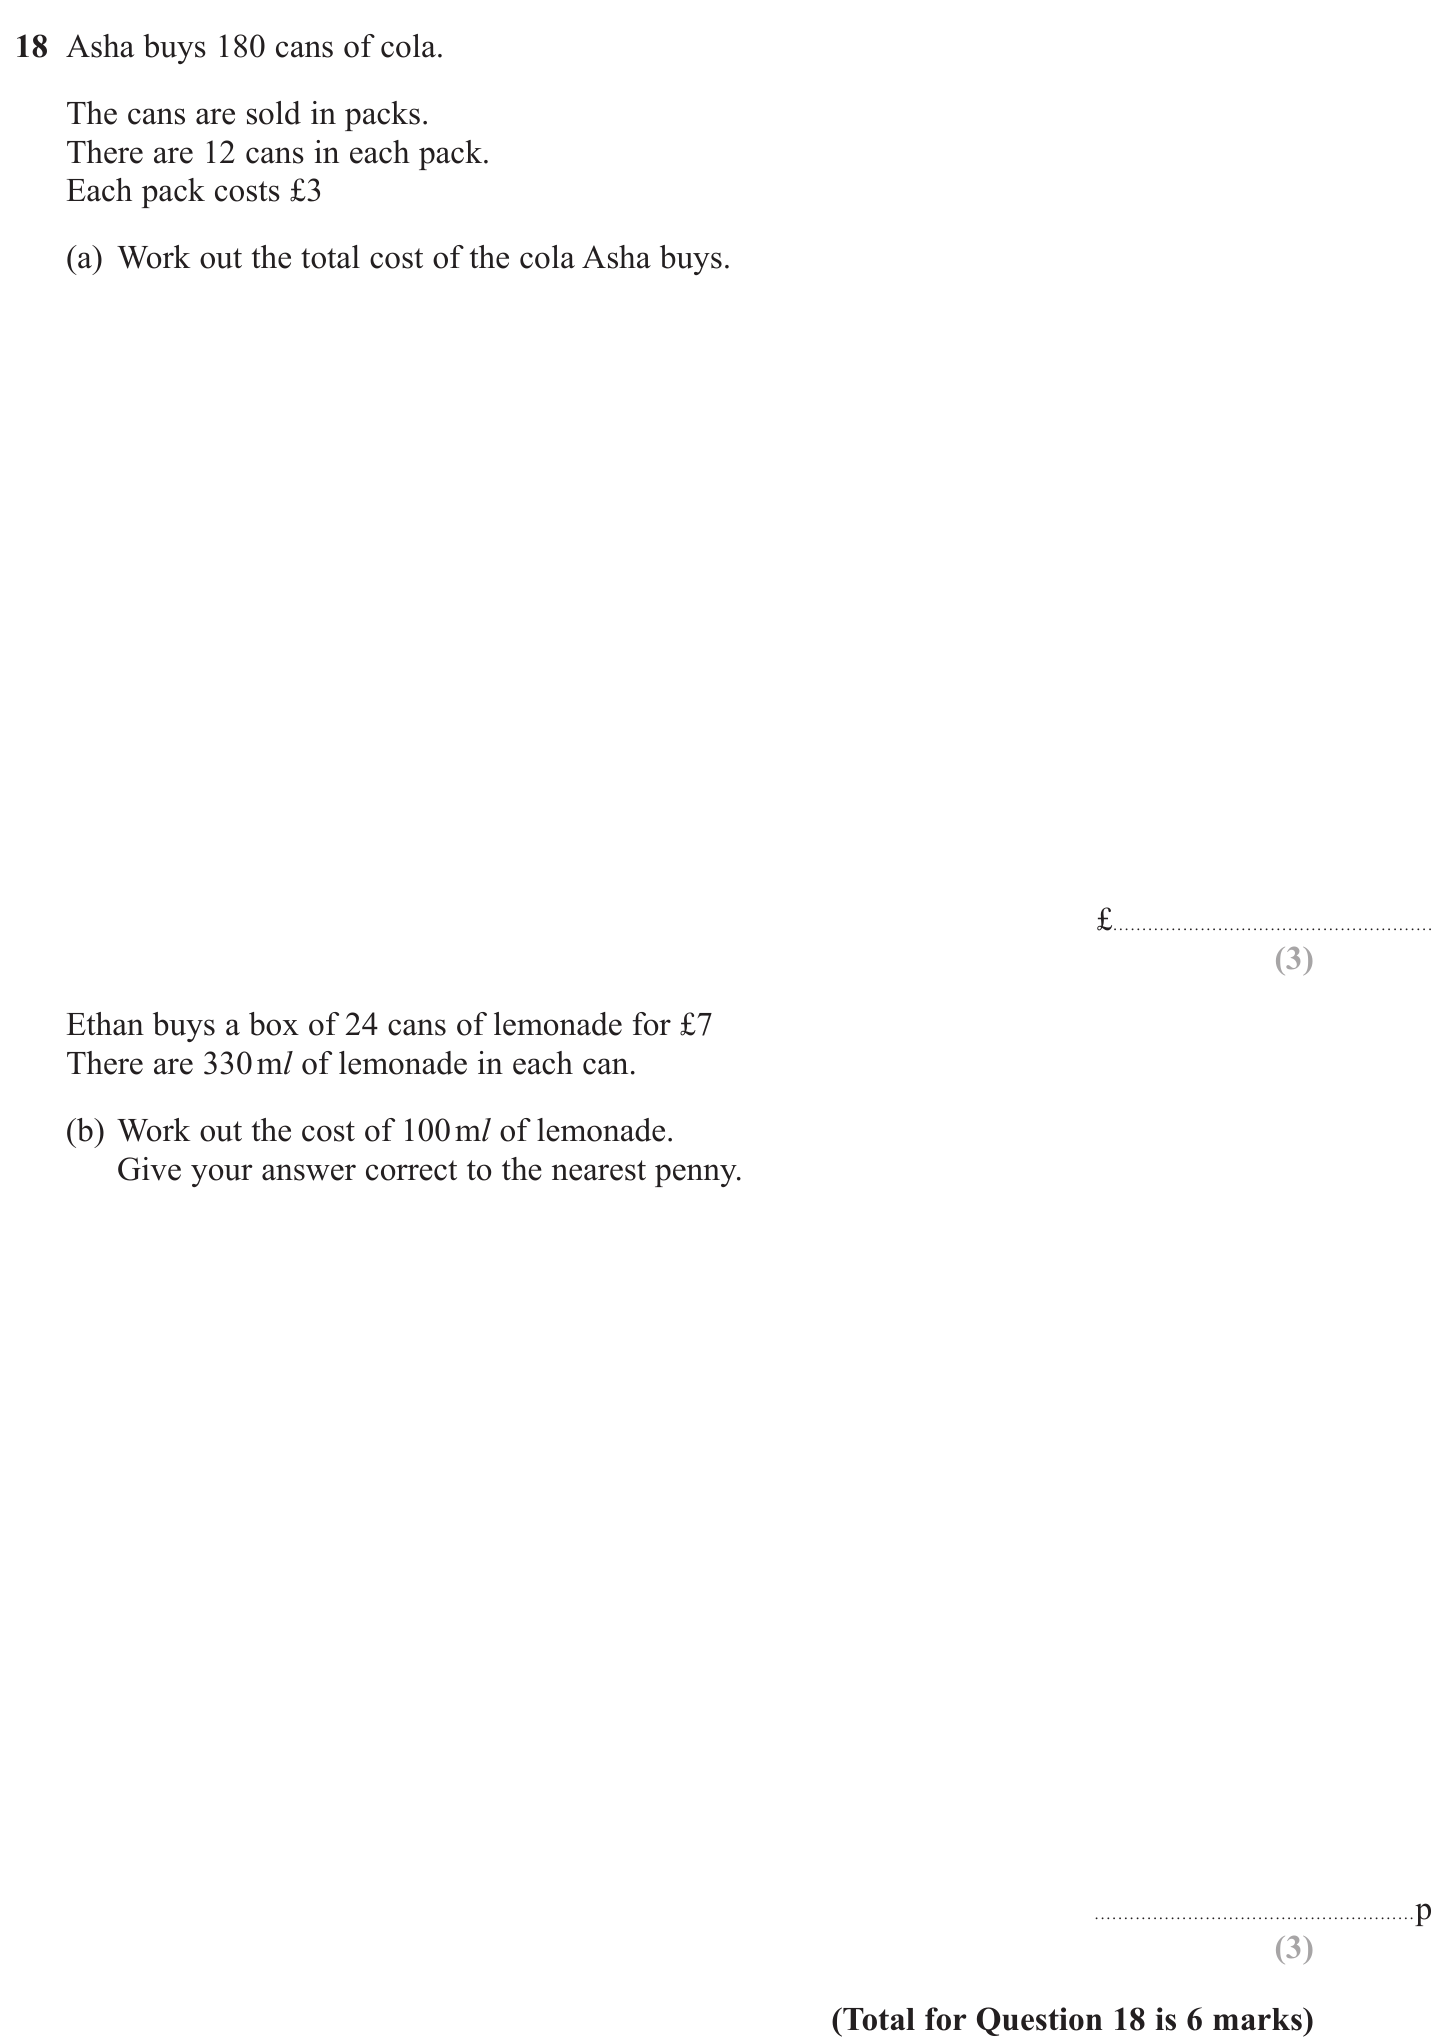 18 Asha buys 180 cans of cola.
The cans are sold in packs.
There are 12 cans in each pack.
Each pack costs £3
(a) Work out the total cost of the cola Asha buys.
£
(3)
Ethan buys a box of 24 cans of lemonade for £7
There are 330 ml of lemonade in each can.
(b) Work out the cost of 100 ml of lemonade.
Give your answer correct to the nearest penny.
p
(3)
(Total for Question 18 is 6 marks)